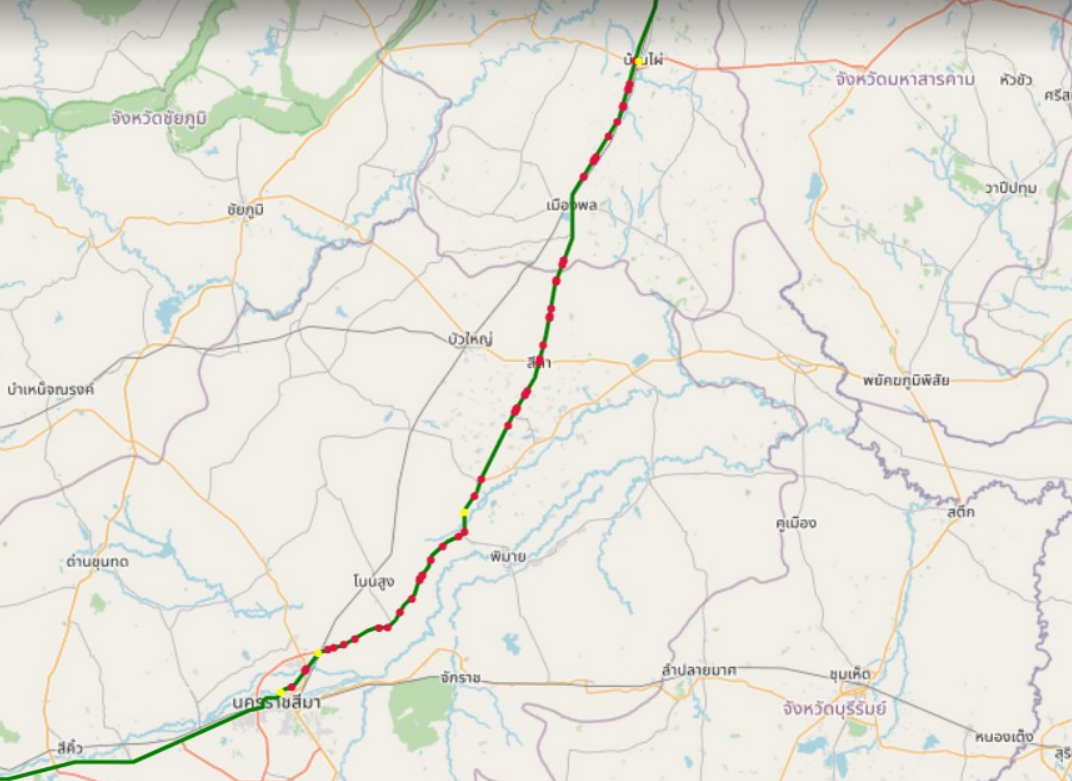 บ้านไผ่
จังหวัดมหาสารคาม
หัวขัว
จังหวัดชัยภูมิ
วาปีปทุม
ชัยภูมิ
เมืองพล
บัวใหญ่
สีดา
บำเหน็จณรงค์
พยัคฆภูมิพิสัย
สตึก
คูเมือง
พิมาย
ด่านขุนทด
โนนสูง
ลำปลายมาศ
จักราช
ชุมเห็ด
นครราชสีมา
จังหวัดบุรีรัมย์
หนองเต็ง
สีคิ้ว